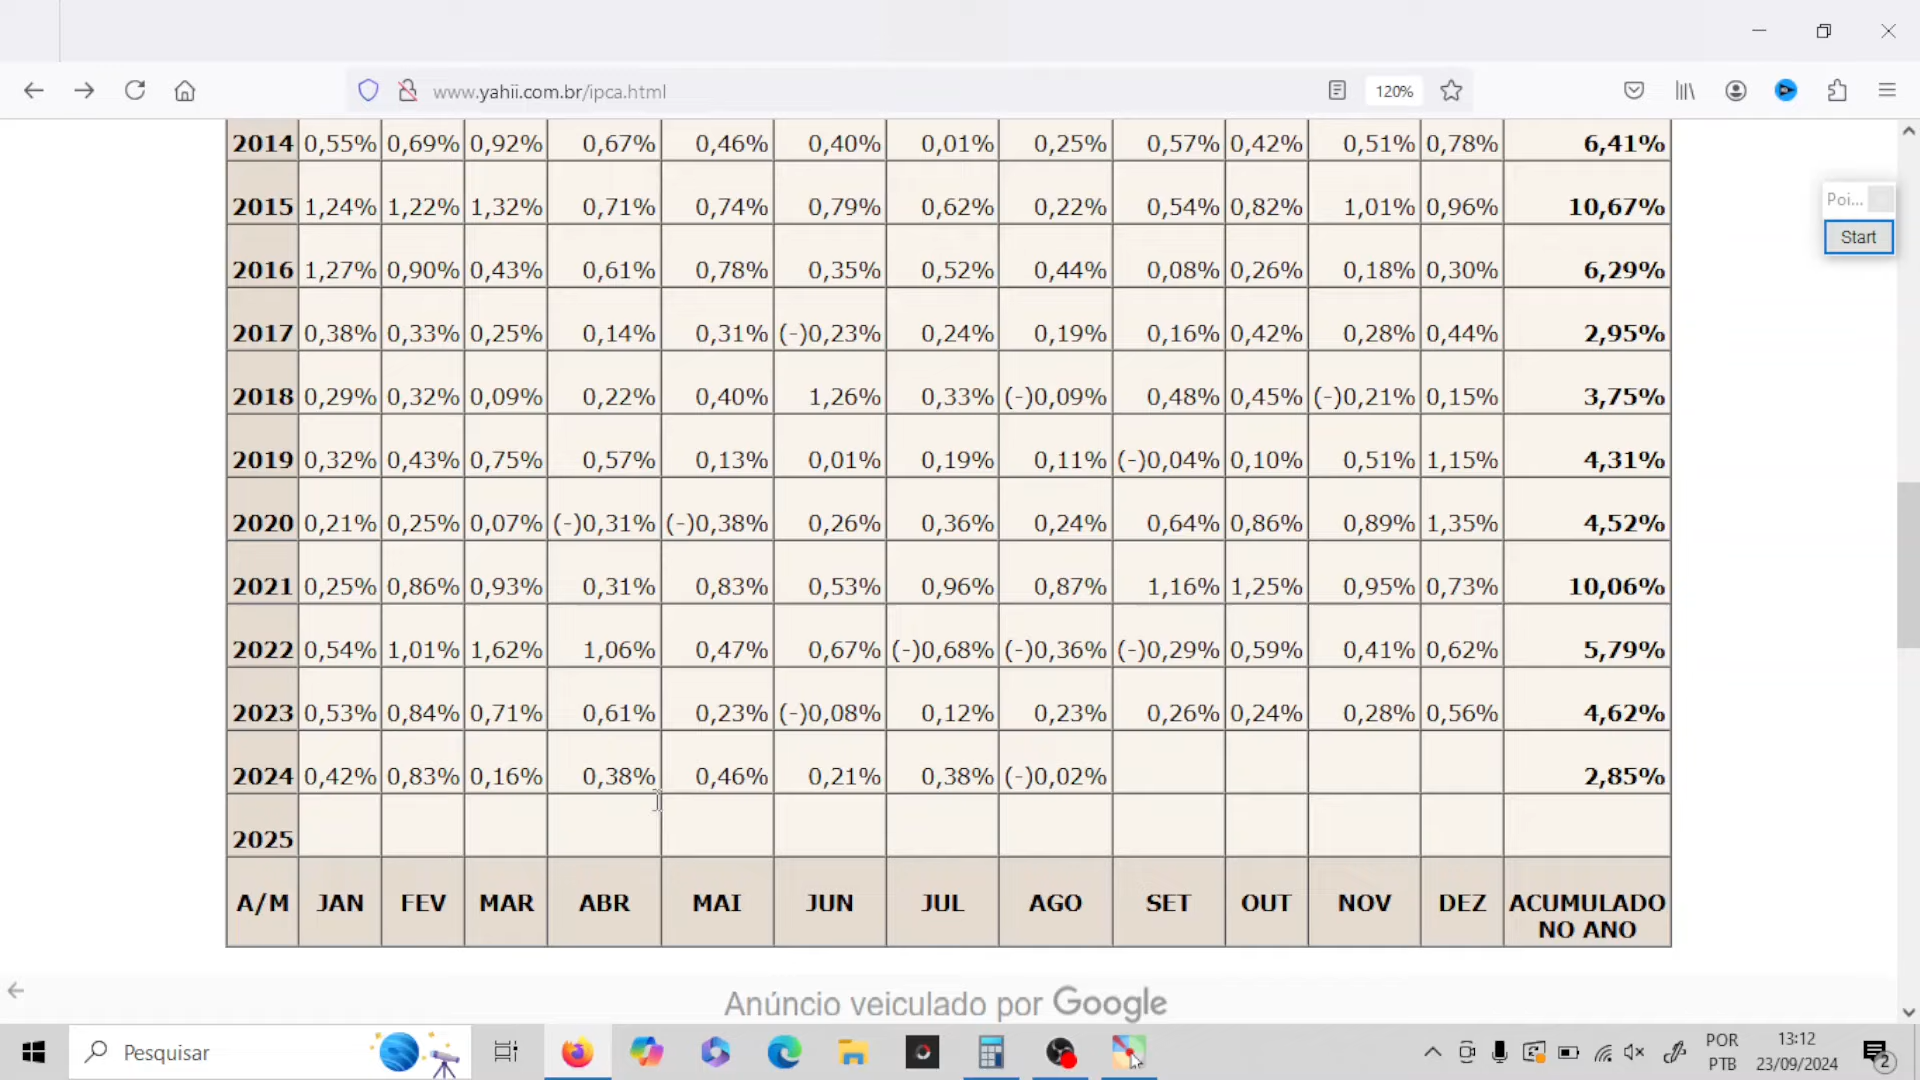 www.yahii.com.br/ipca.html
120%
2014 0,55% 0,69% 0,92% 0,67% 0,46% 0,40% 0,01% 0,25% 0,57% 0,42% 0,51% 0,78% 6,41%
Poi...
Start
2015 1,24% 1,22% 1,32% 0,71% 0,74% 0,79% 0,62% 0,22% 0,54% 0,82% 1,01% 0,96% 10,67%
2016 1,27% 0,90% 0,43% 0,61% 0,78% 0,35% 0,52% 0,44% 0,08% 0,26% 0,18% 0,30% 6,29%
2017 0,38% 0,33% 0,25% 0,14% 0,31% (-)0,23% 0,24% 0,19% 0,16% 0,42% 0,28% 0,44% 2,95%
2018 0,29% 0,32% 0,09% 0,22% 0,40% 1,26% 0,33% (-)0,09% 0,48% 0,45% (-)0,21% 0,15% 3,75%
2019 0,32% 0,43% 0,75% 0,57% 0,13% 0,01% 0,19% 0,11% (-)0,04% 0,10% 0,51% 1,15% 4,31%
2020 0,21% 0,25% 0,07% (-)0,31% (-)0,38% 0,26% 0,36% 0,24% 0,64% 0,86% 0,89% 1,35% 4,52%
2021 0,25% 0,86% 0,93% 0,31% 0,83% 0,53% 0,96% 0,87% 1,16% 1,25% 0,95% 0,73% 10,06%
2022 0,54% 1,01% 1,62% 1,06% 0,47% 0,67% (-)0,68% (-)0,36% (-)0,29% 0,59% 0,41% 0,62% 5,79%
2023 0,53% 0,84% 0,71% 0,61% 0,23% (-)0,08% 0,12% 0,23% 0,26% 0,24% 0,28% 0,56% 4,62%
2024 0,42% 0,83% 0,16% 0,38% 0,46% 0,21% 0,38% (-)0,02% 2,85%
2025
A/M JAN FEV MAR ABR MAI JUN JUL AGO SET OUT NOV DEZ ACUMULADO
NO ANO
Anúncio veiculado por Google
Pesquisar
POR 13:12
PTB 23/09/2024
2